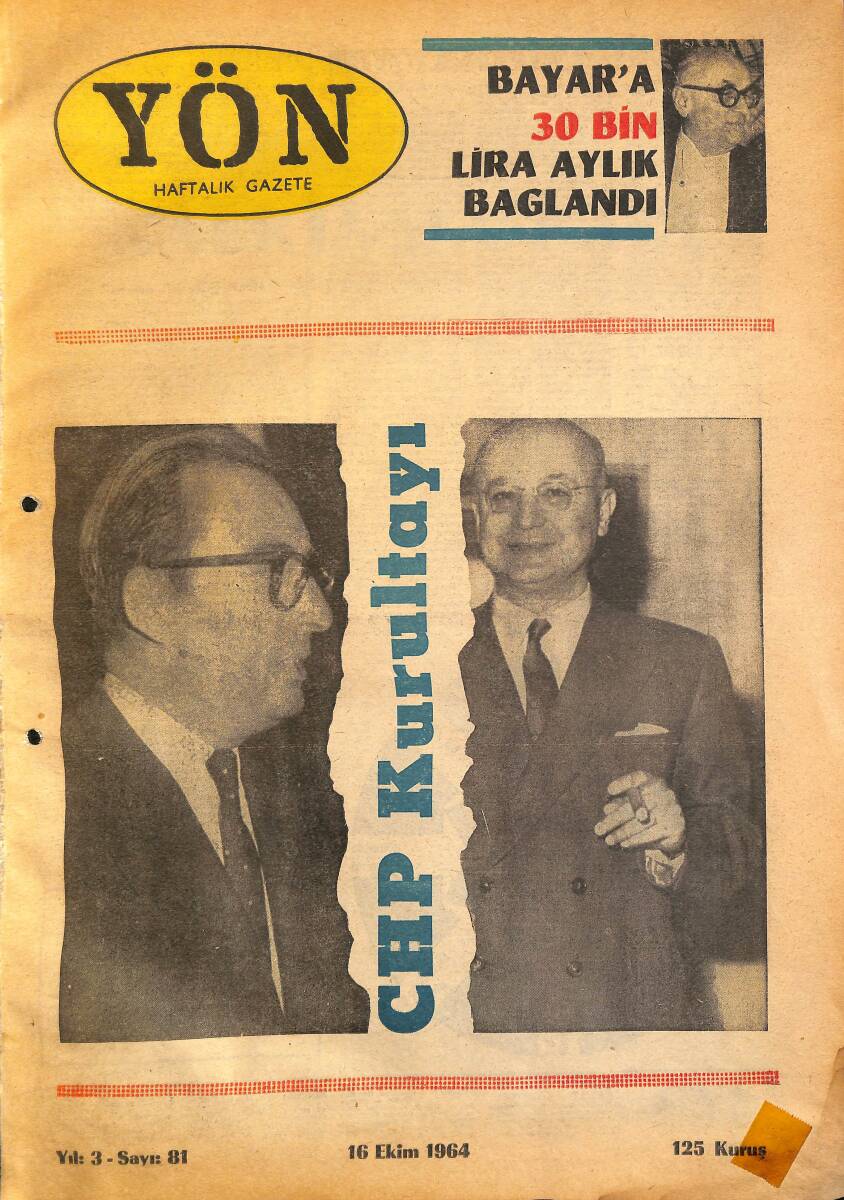 YÖN
HAFTALIK GAZETE
BAYAR'A
30 BİN
LİRA AYLIK
BAGLANDI
CHP Kurultayı
Yıl: 3 - Sayı: 81
16 Ekim 1964
125 Kuruş